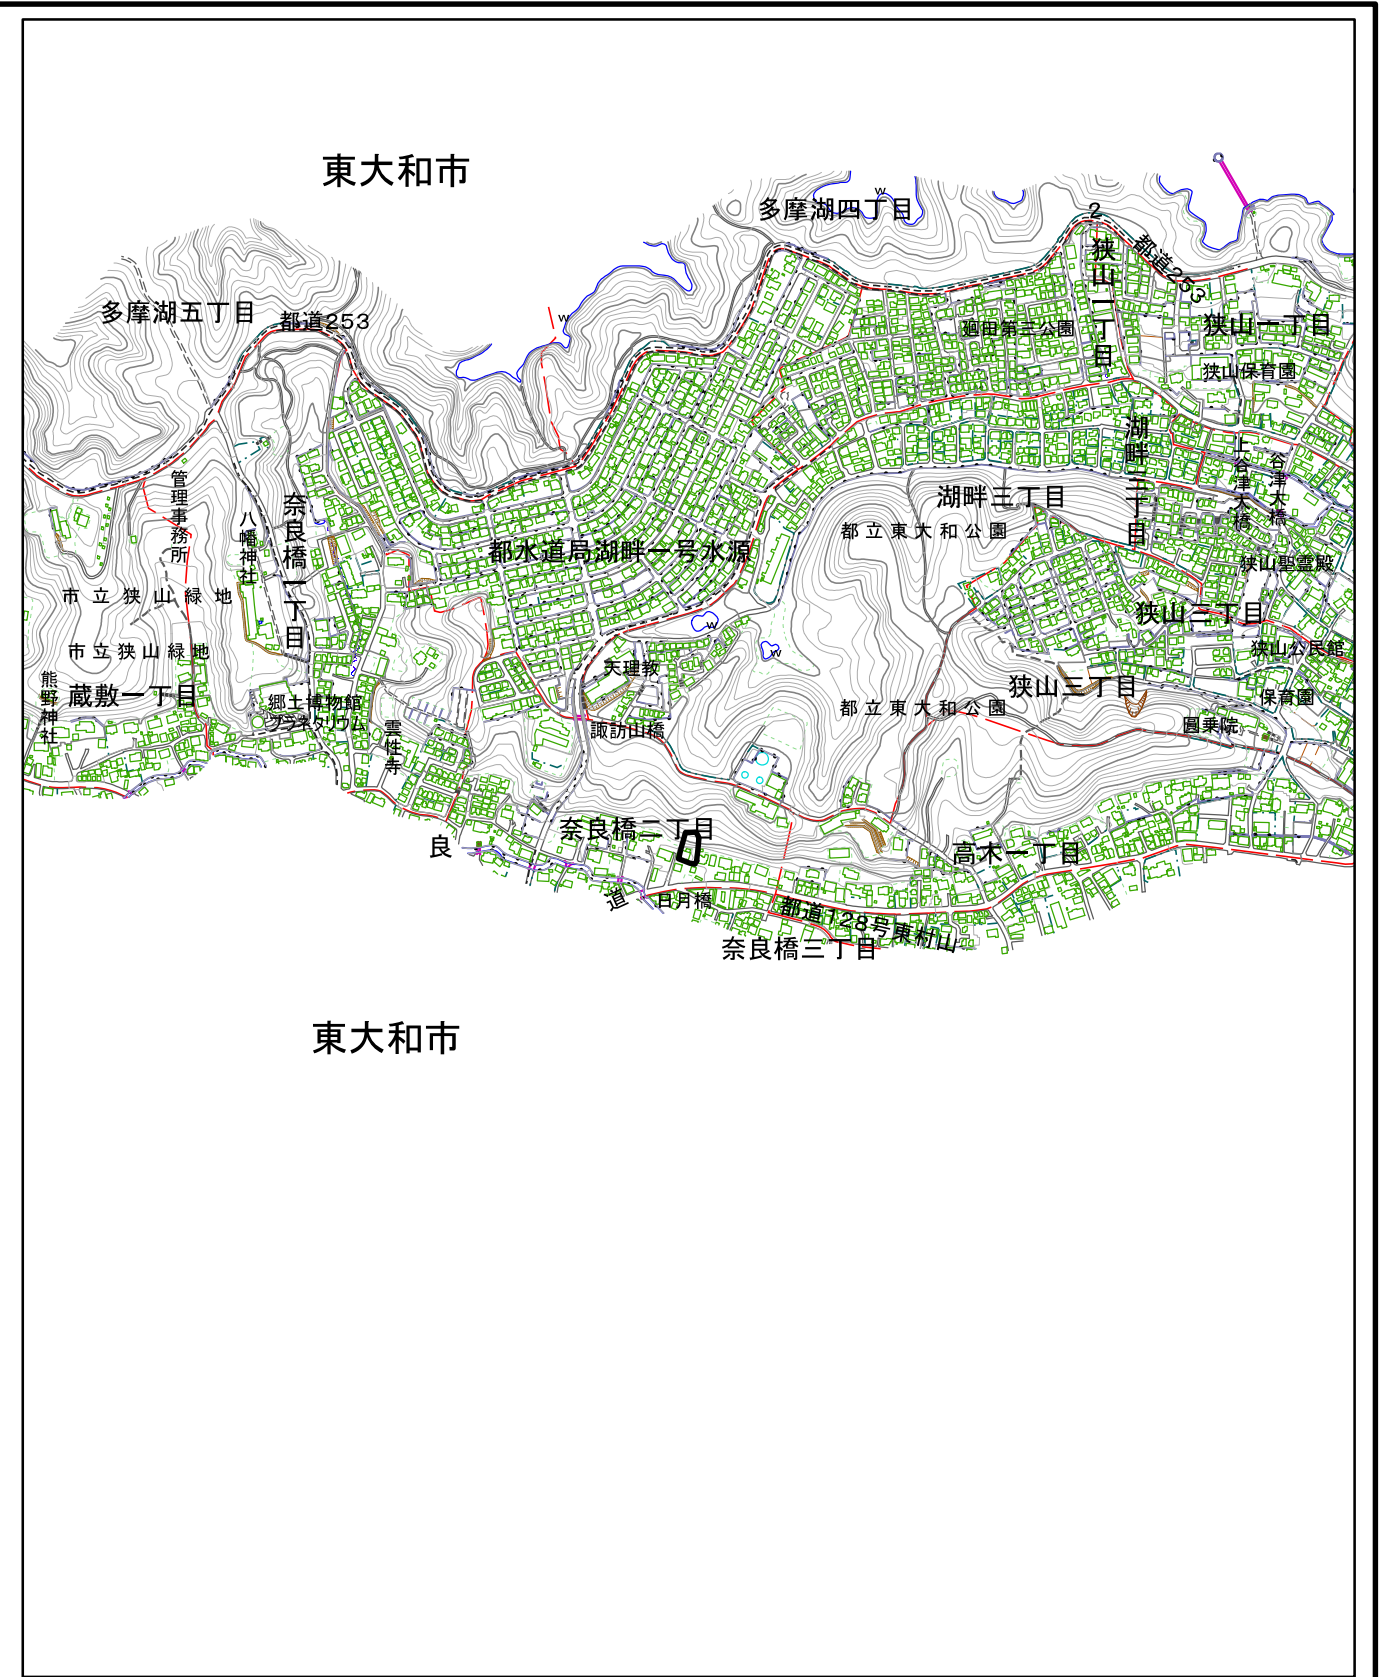 東大和市
多摩湖四丁目
2
都道253
狭山一丁目
多摩湖五丁目
都道253
廻田第三公園
狭山一丁目
狭山保育園
湖畔二丁目
上谷津大橋
谷津大橋
管理事務所
八幡神社
奈良橋一丁目
湖畔三丁目
都立東大和公園
都水道局湖畔一号水源
狭山聖霊殿
市立狭山緑地
狭山二丁目
市立狭山緑地
狭山公民館
天理教
熊野神社
蔵敷一丁目
郷土博物館
プラネタリウム
雲性寺
狭山三丁目
保育園
都立東大和公園
圓乗院
諏訪山橋
奈良橋二丁目
良
高木一丁目
道
日月橋
都道128号東村山
奈良橋三丁目
東大和市
w
w
w
w